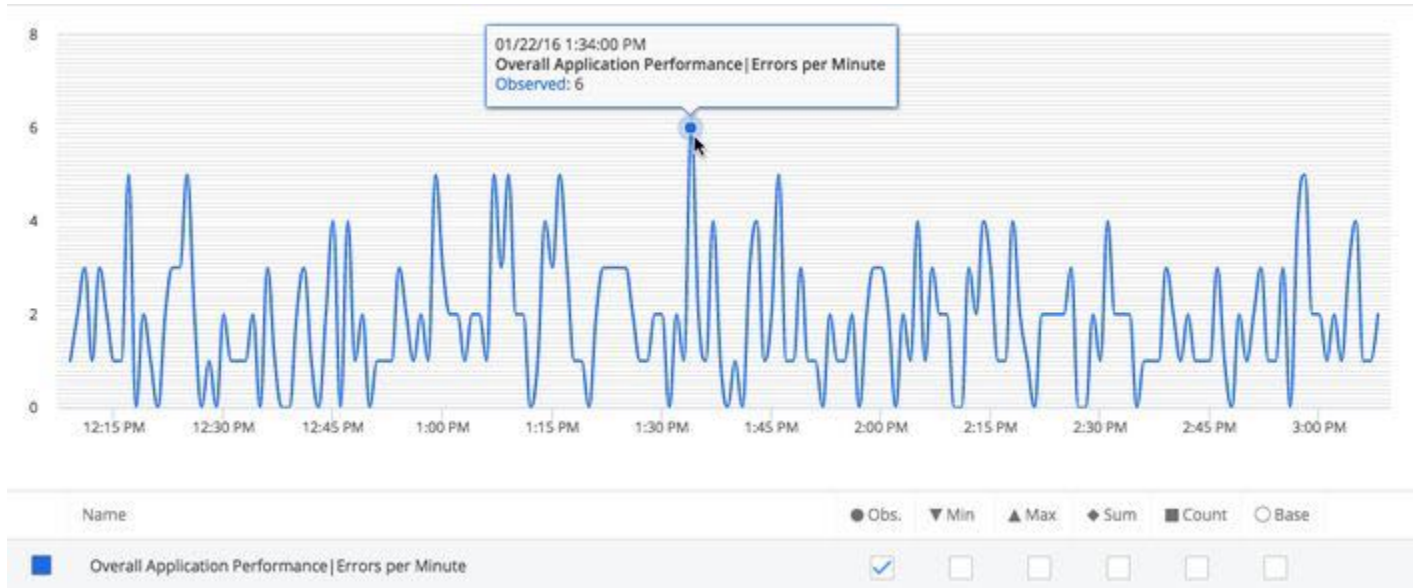 8
01/22/16 1:34:00 PM
Overall Application Performance|Errors per Minute
Observed: 6
6
4
2
0
12:15 PM 12:30 PM 12:45 PM 1:00 PM 1:15 PM 1:30 PM 1:45 PM 2:00 PM 2:15 PM 2:30 PM 2:45 PM 3:00 PM
Name Obs. Min Max Sum Count Base
Overall Application Performance|Errors per Minute